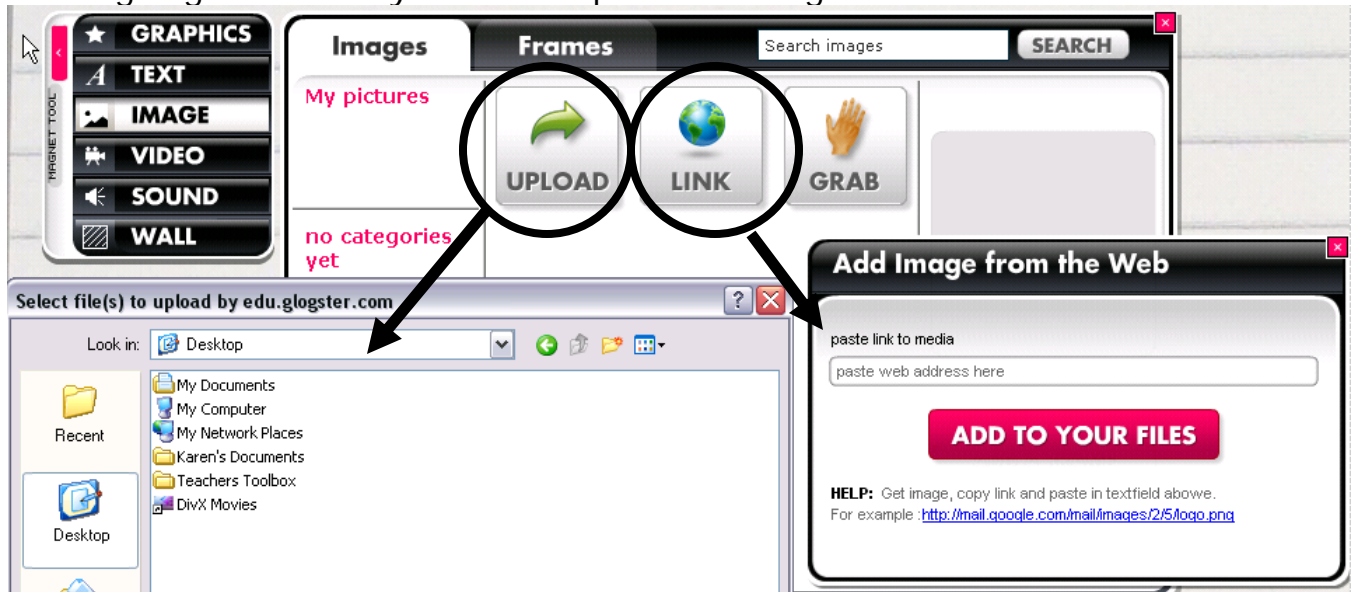 GRAPHICS
A TEXT
IMAGE
VIDEO
SOUND
WALL
MAGNET TOOL
Images
Frames
Search images
SEARCH
My pictures
UPLOAD
LINK
GRAB
no categories
yet
Select file(s) to upload by edu.glogster.com
Look in:
Desktop
Recent
Desktop
My Documents
My Computer
My Network Places
Karen's Documents
Teachers Toolbox
DivX Movies
Add Image from the Web
paste link to media
paste web address here
ADD TO YOUR FILES
HELP: Get image, copy link and paste in textfield abowe.
For example :http://mail.google.com/mail/images/2/5/logo.png